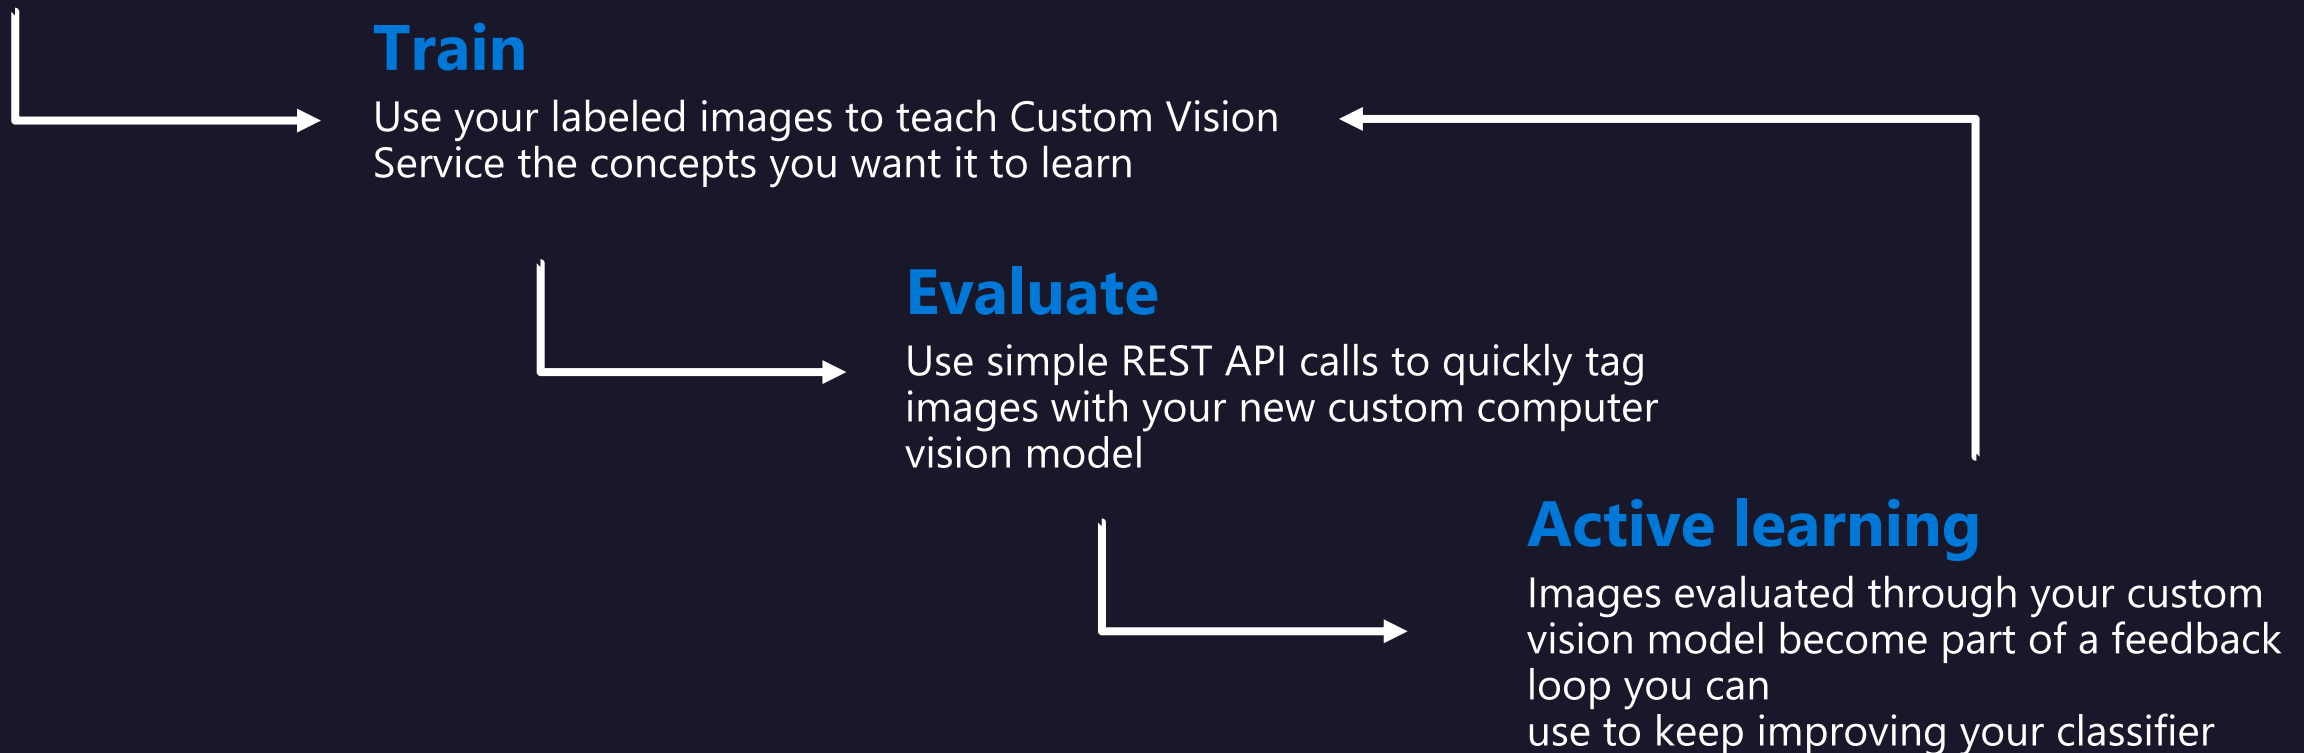 Train
Use your labeled images to teach Custom Vision
Service the concepts you want it to learn
Evaluate
Use simple REST API calls to quickly tag
images with your new custom computer
vision model
Active learning
Images evaluated through your custom
vision model become part of a feedback
loop you can
use to keep improving your classifier